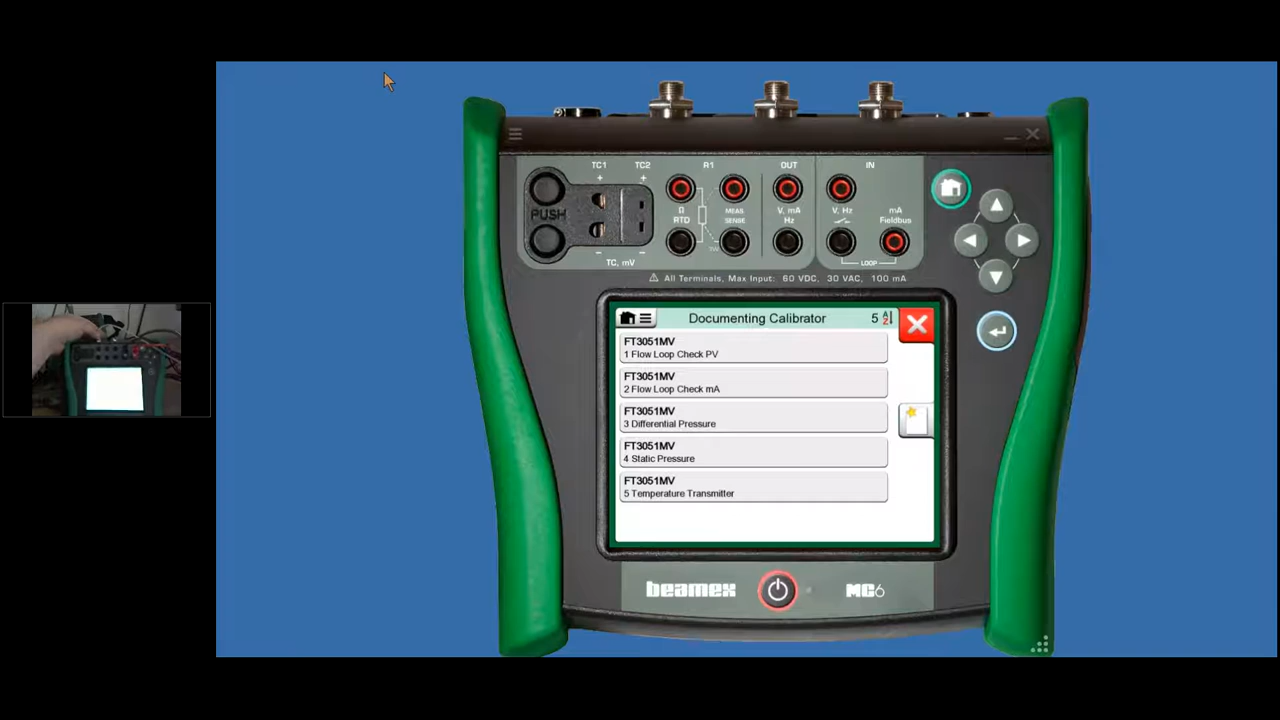 TC1 TC2 R1 OUT IN
+ +
PUSH
Ω
RTD
MEAS
SENSE
3W
V, mA
Hz
V, Hz
mA
Fieldbus
LOOP
− −
TC, mV
⚠ All Terminals, Max Input: 60 VDC, 30 VAC, 100 mA
Documenting Calibrator 5
FT3051MV
1 Flow Loop Check PV
FT3051MV
2 Flow Loop Check mA
FT3051MV
3 Differential Pressure
FT3051MV
4 Static Pressure
FT3051MV
5 Temperature Transmitter
beamex MC6